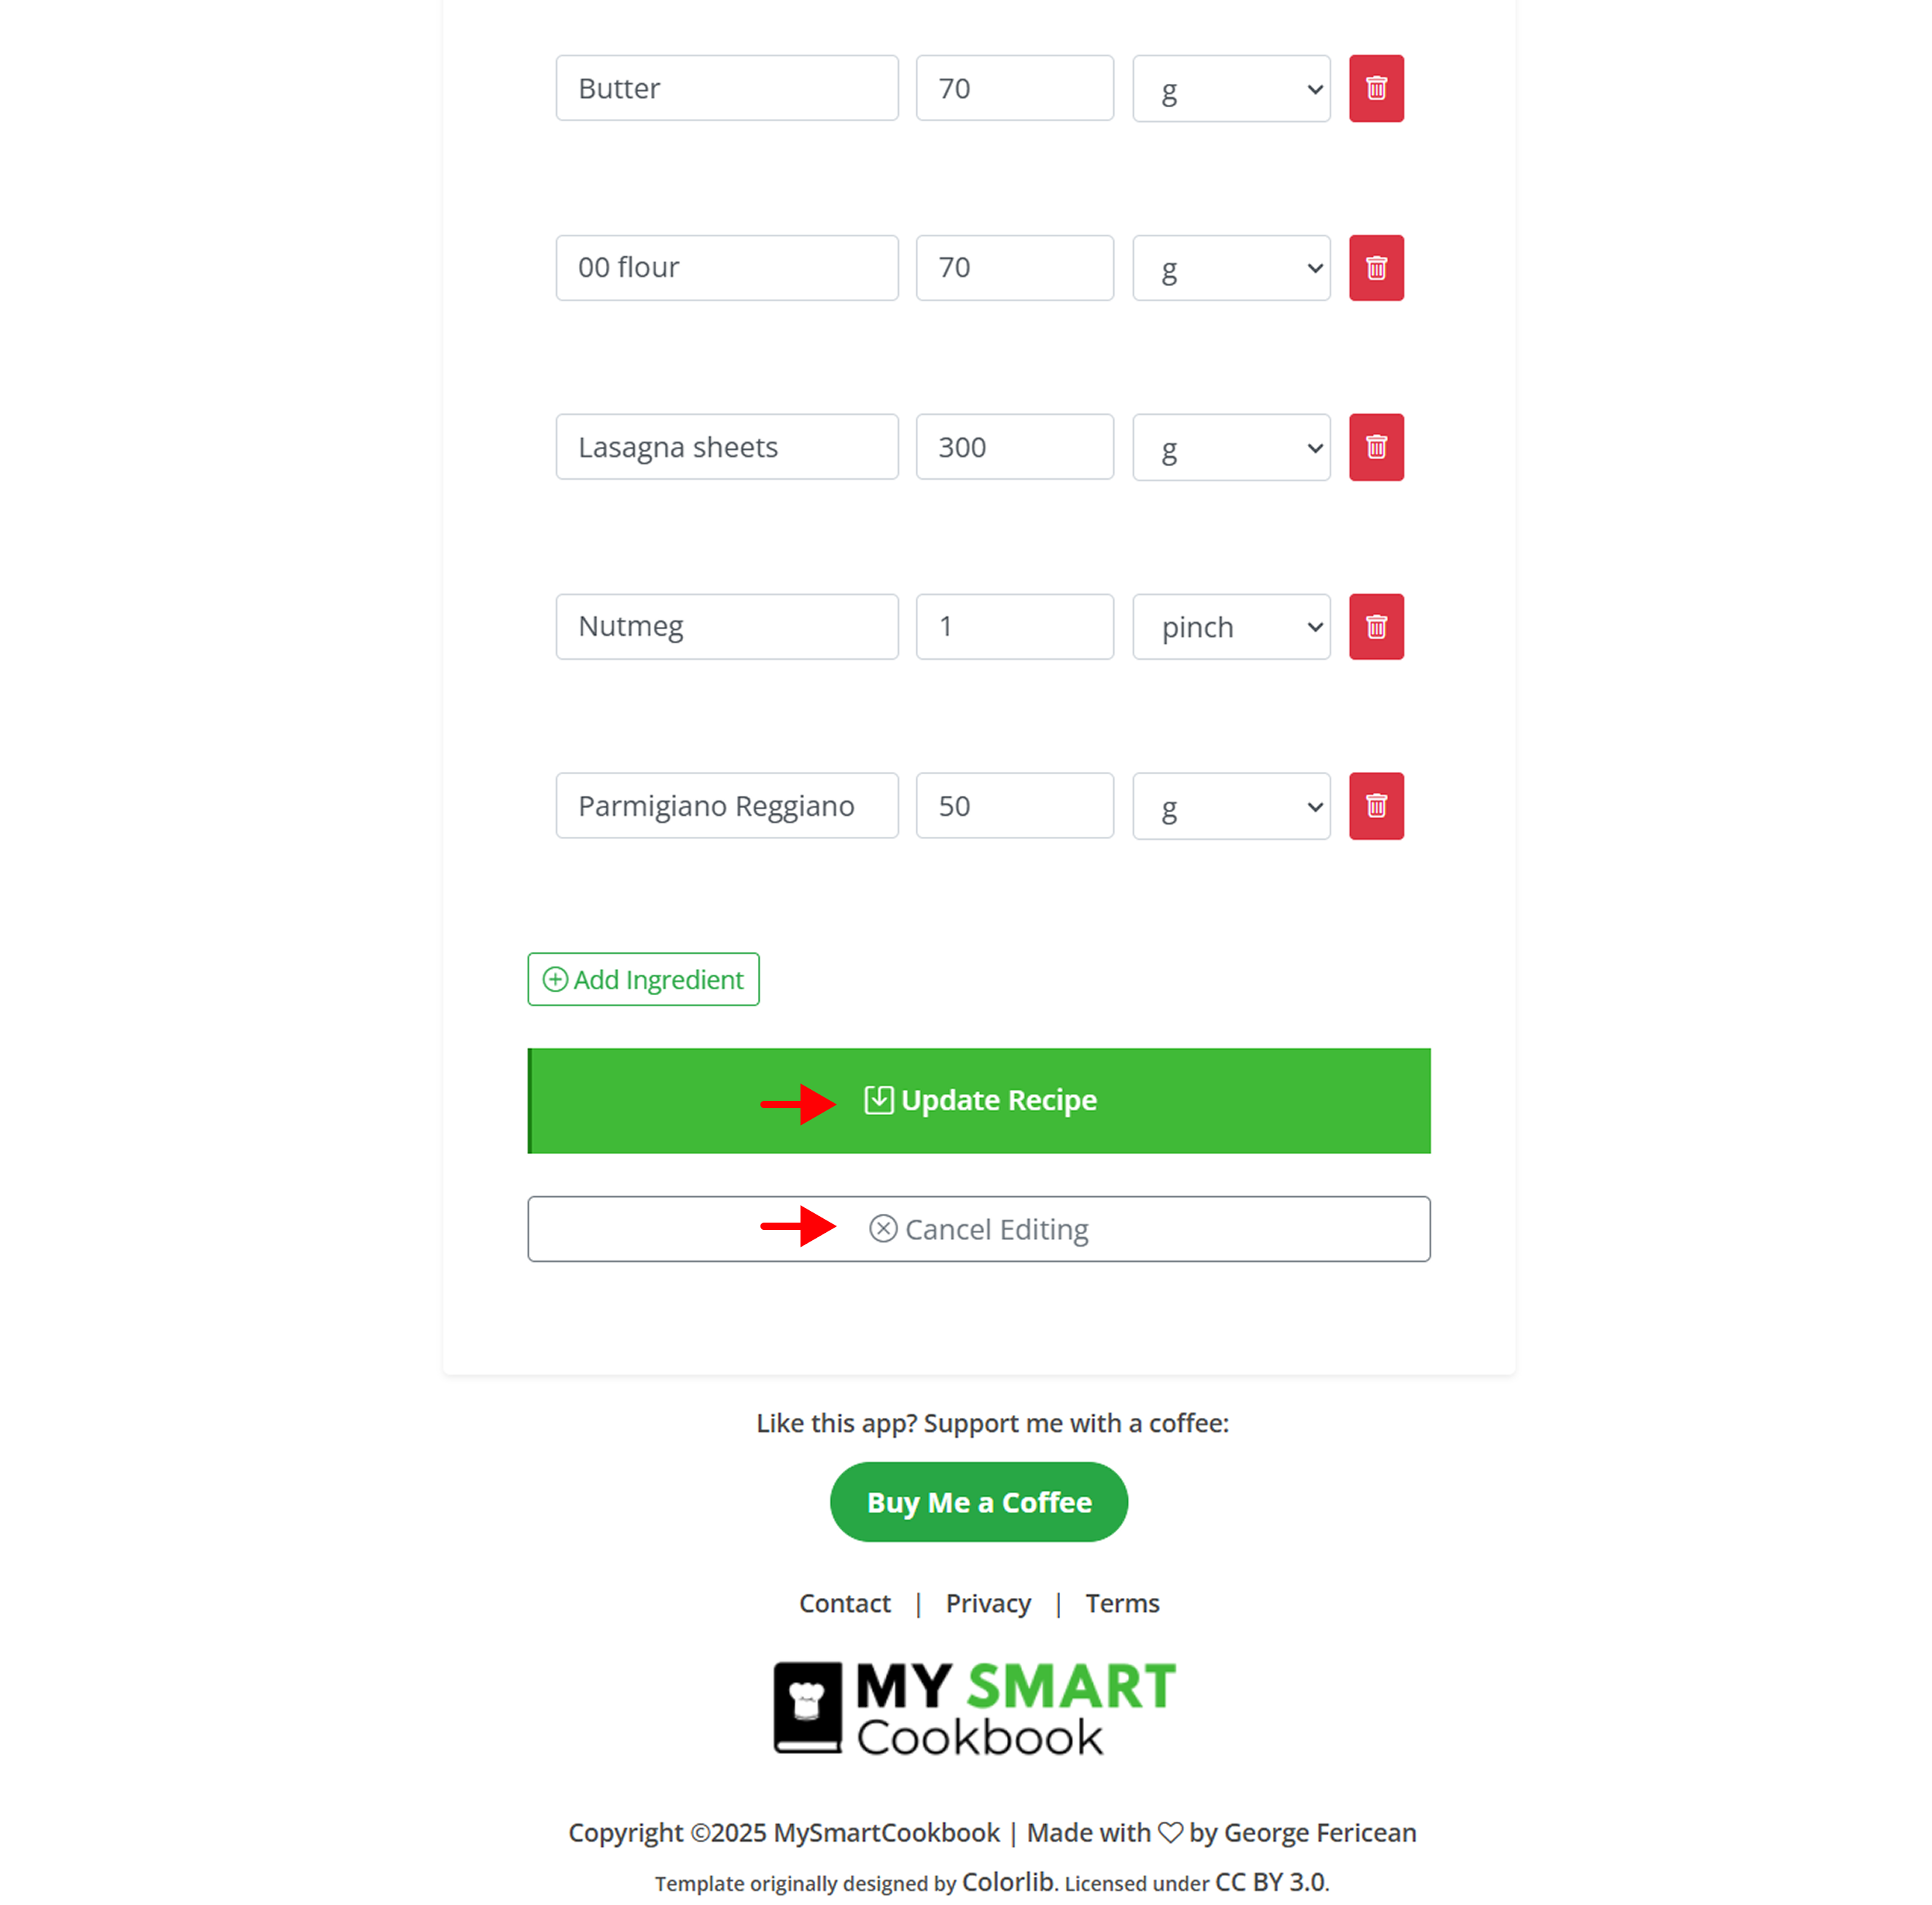 Butter 70 g
00 flour 70 g
Lasagna sheets 300 g
Nutmeg 1 pinch
Parmigiano Reggiano 50 g
Add Ingredient
Update Recipe
Cancel Editing
Like this app? Support me with a coffee:
Buy Me a Coffee
Contact | Privacy | Terms
MY SMART
Cookbook
Copyright ©2025 MySmartCookbook | Made with ♡ by George Fericean
Template originally designed by Colorlib. Licensed under CC BY 3.0.